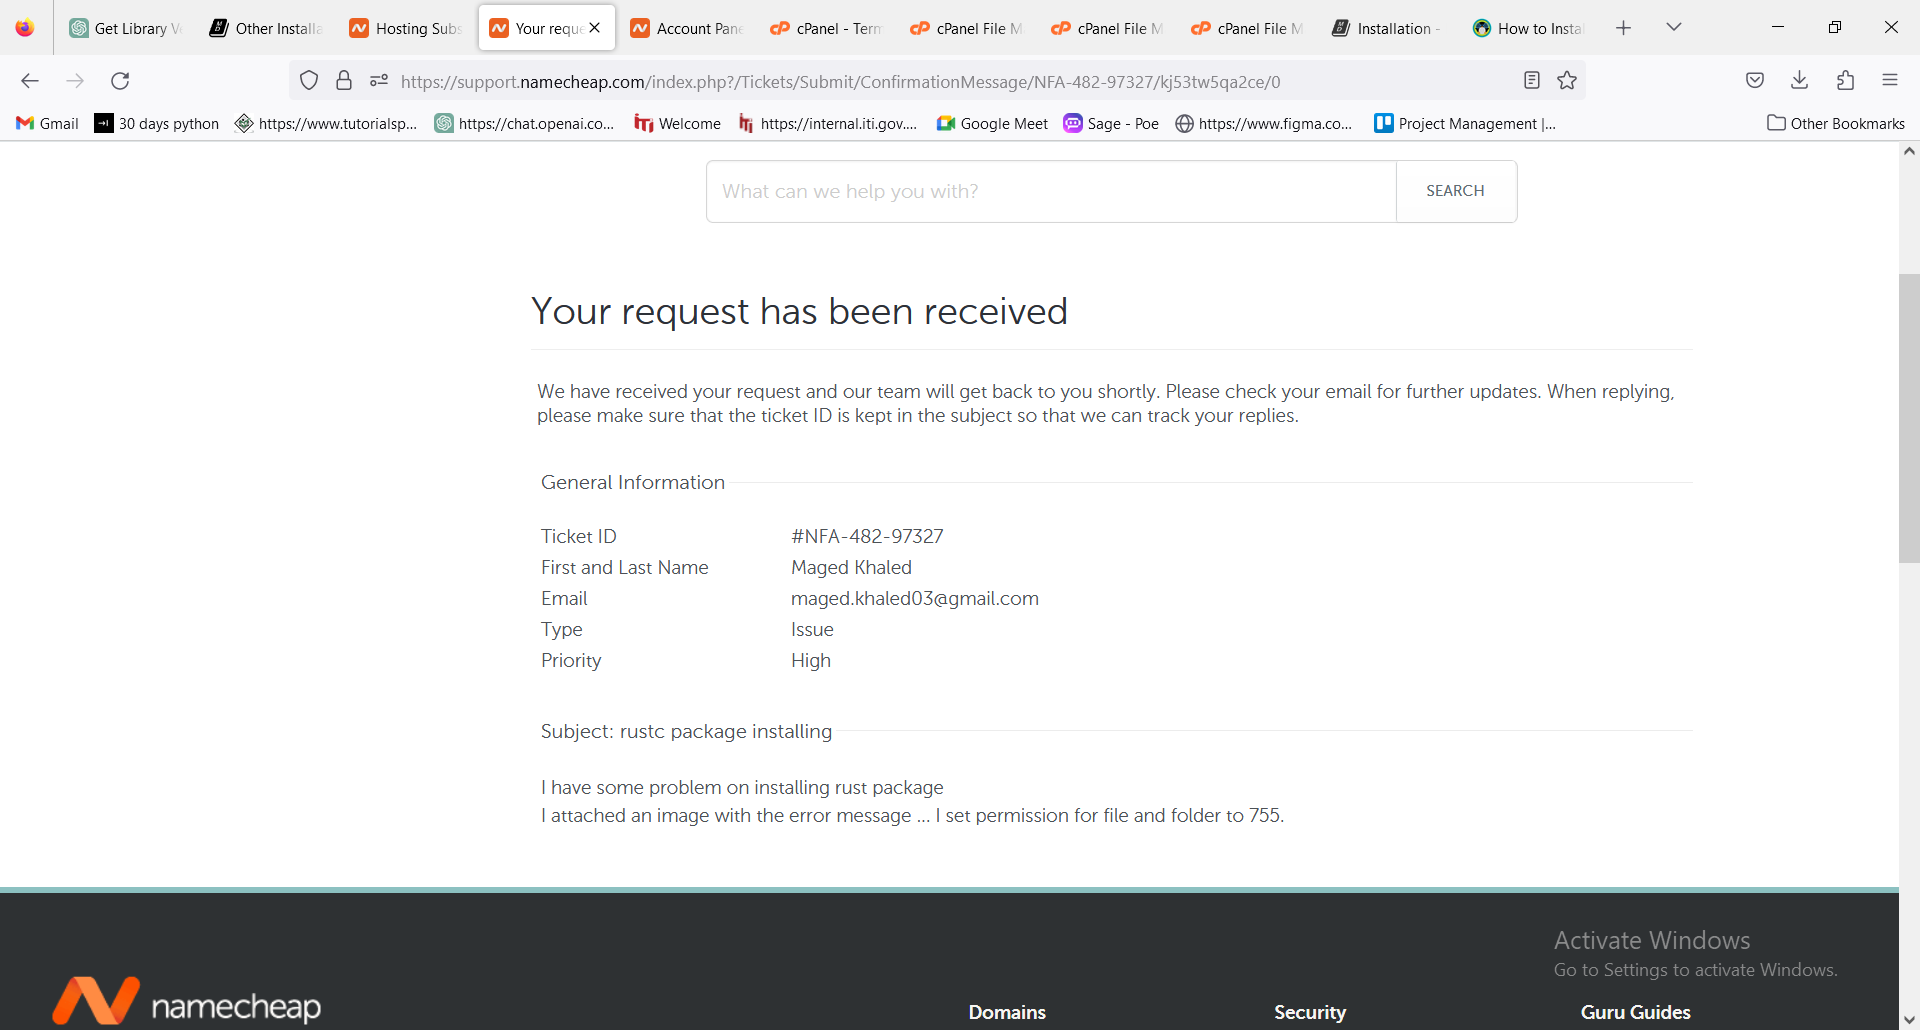 Get Library Ve
Other Installa
Hosting Subs
Your reque
Account Pane
cPanel - Term
cPanel File M
cPanel File M
cPanel File M
Installation -
How to Instal
https://support.namecheap.com/index.php?/Tickets/Submit/ConfirmationMessage/NFA-482-97327/kj53tw5qa2ce/0
Gmail
30 days python
https://www.tutorialsp...
https://chat.openai.co...
Welcome
https://internal.iti.gov....
Google Meet
Sage - Poe
https://www.figma.co...
Project Management |...
Other Bookmarks
What can we help you with?
SEARCH
Your request has been received
We have received your request and our team will get back to you shortly. Please check your email for further updates. When replying,
please make sure that the ticket ID is kept in the subject so that we can track your replies.
General Information
Ticket ID #NFA-482-97327
First and Last Name Maged Khaled
Email maged.khaled03@gmail.com
Type Issue
Priority High
Subject: rustc package installing
I have some problem on installing rust package
I attached an image with the error message ... I set permission for file and folder to 755.
Activate Windows
Go to Settings to activate Windows.
namecheap
Domains
Security
Guru Guides